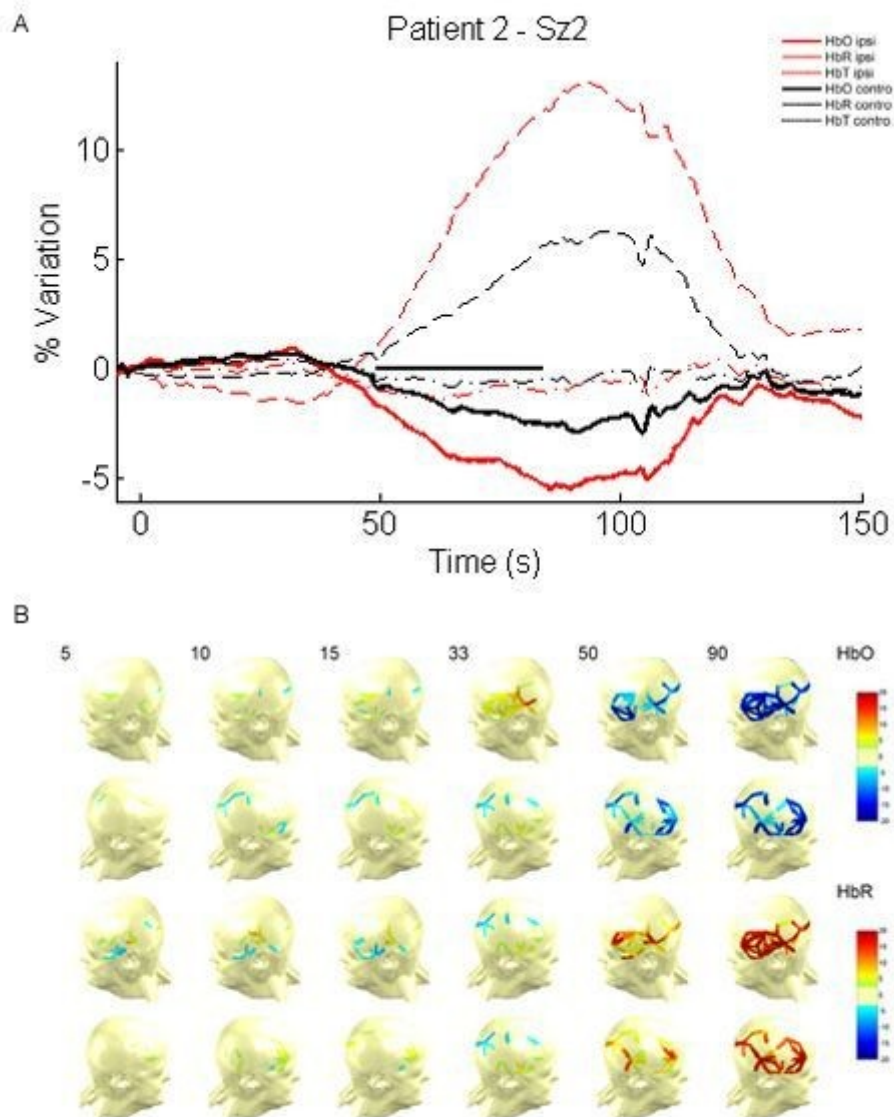 A
Patient 2 - Sz2
HbO ipsi
HbR ipsi
HbT ipsi
HbO contro
HbR contro
HbT contro
10
5
0
-5
% Variation
0 50 100 150
Time (s)
B
5 10 15 33 50 90 HbO
HbR